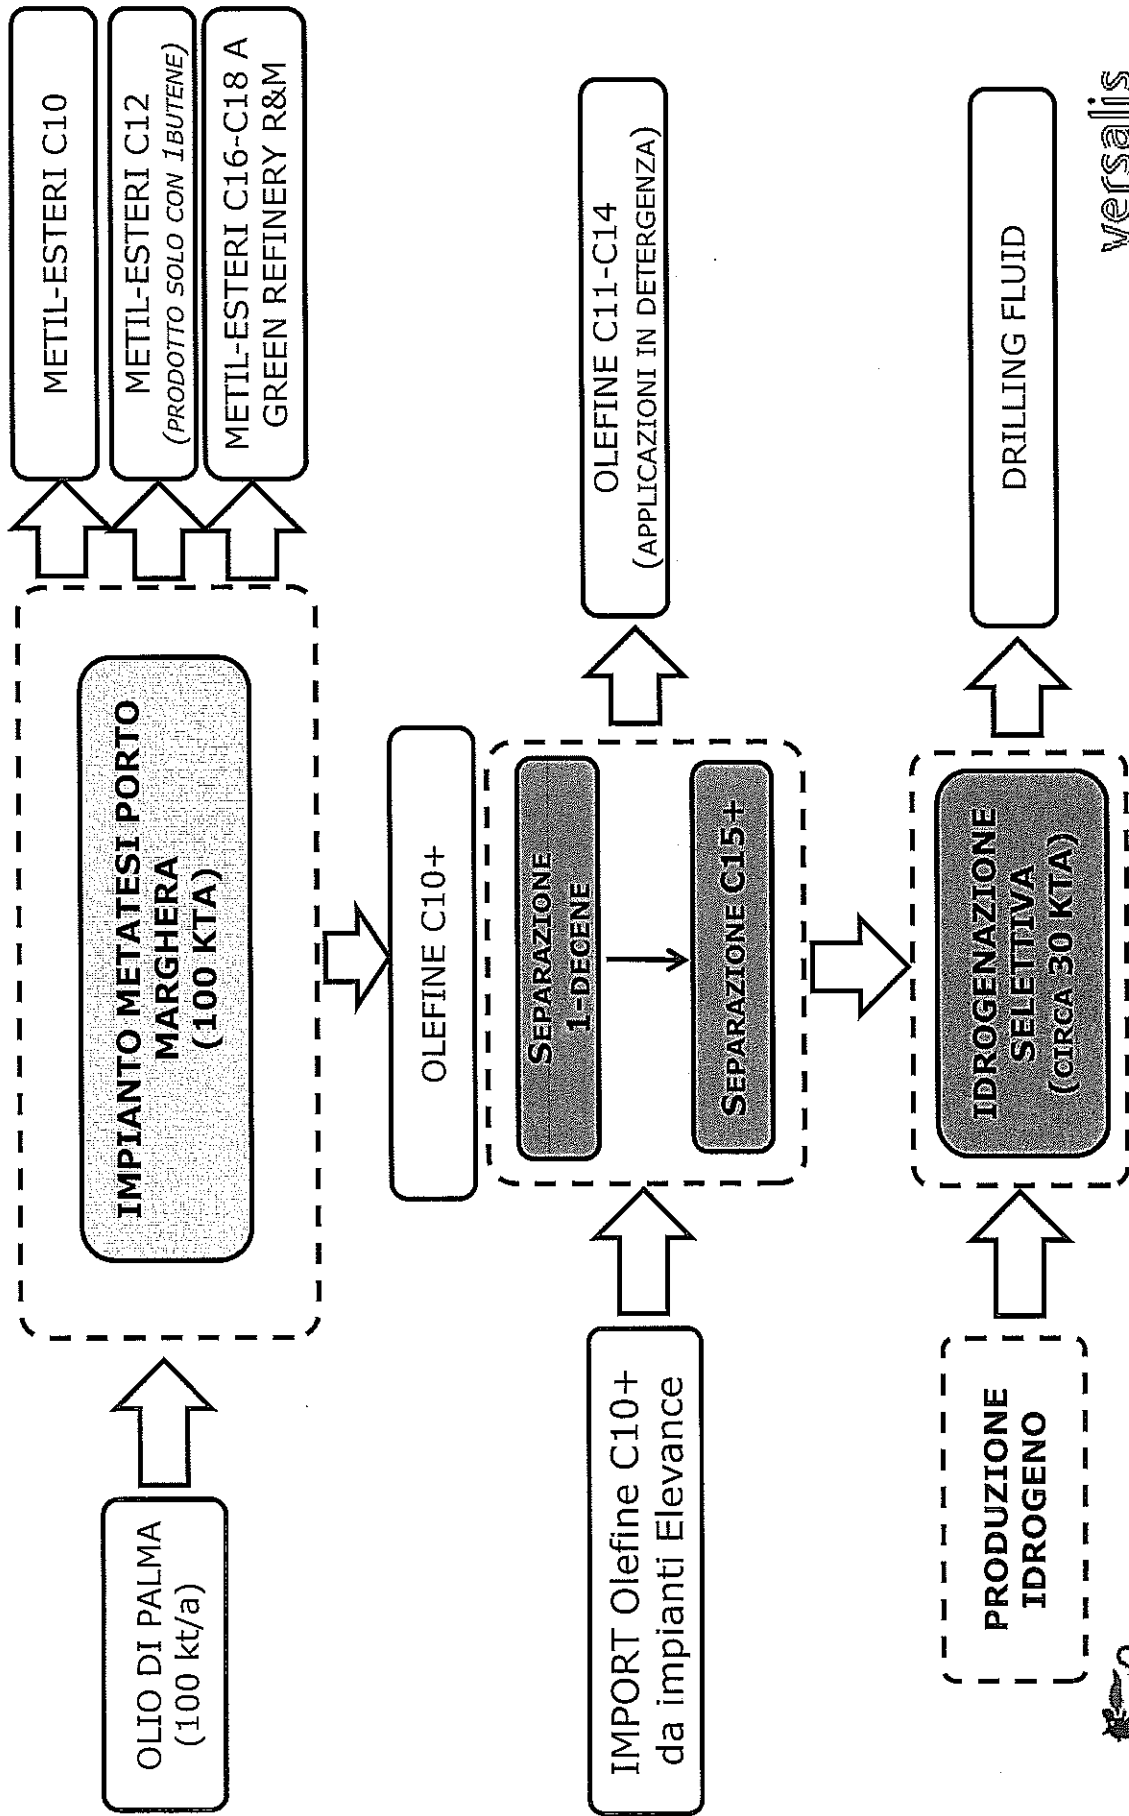 OLIO DI PALMA
(100 kt/a)
IMPIANTO METATESI PORTO
MARGHERA
(100 KTA)
METIL-ESTERI C10
METIL-ESTERI C12
(PRODOTTO SOLO CON 1BUTENE)
METIL-ESTERI C16-C18 A
GREEN REFINERY R&M
OLEFINE C10+
IMPORT Olefine C10+
da impianti Elevance
SEPARAZIONE
1-DECENE
SEPARAZIONE C15+
OLEFINE C11-C14
(APPLICAZIONI IN DETERGENZA)
PRODUZIONE
IDROGENO
IDROGENAZIONE
SELETTIVA
(CIRCA 30 KTA)
DRILLING FLUID
versalis